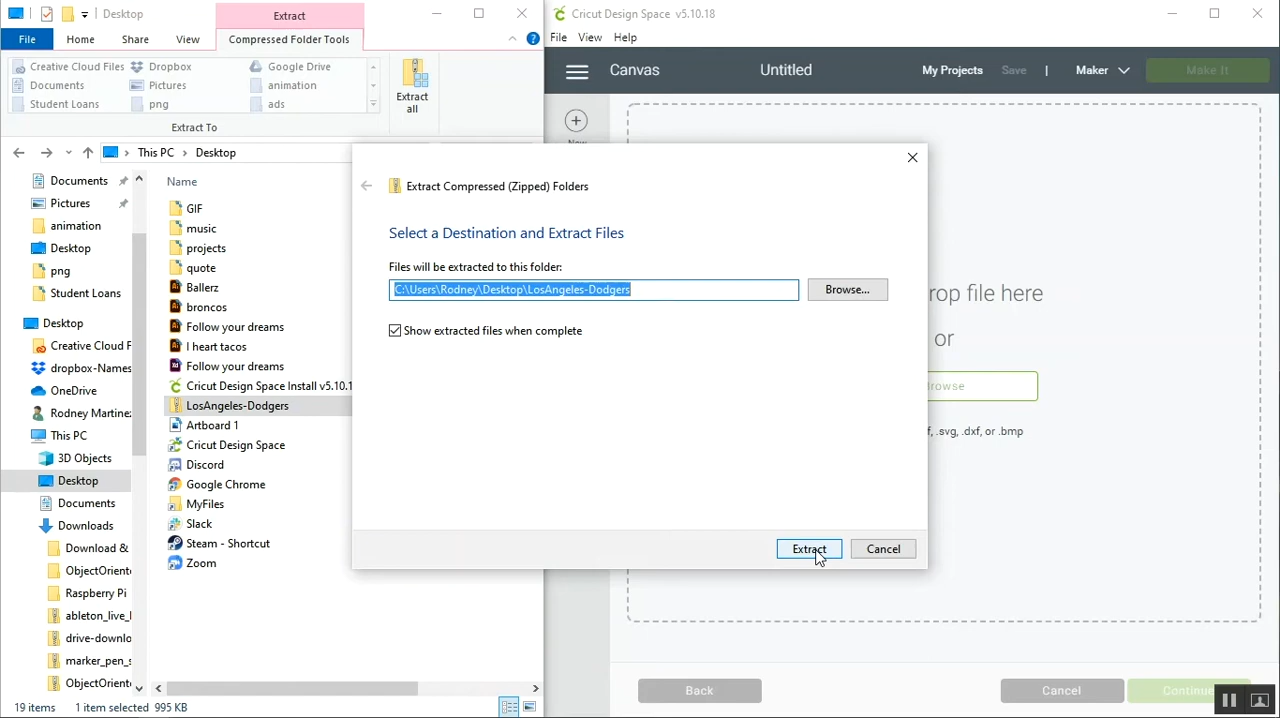 Desktop
Extract
File
Home
Share
View
Compressed Folder Tools
Creative Cloud Files
Dropbox
Google Drive
Documents
Pictures
animation
Student Loans
png
ads
Extract To
Extract
all
This PC > Desktop
Documents
Pictures
animation
Desktop
png
Student Loans
Desktop
Creative Cloud F
dropbox-Names
OneDrive
Rodney Martinez
This PC
3D Objects
Desktop
Documents
Downloads
Download &
ObjectOriente
Raspberry Pi
ableton_live_l
drive-downlo
marker_pen_s
ObjectOriente
Name
GIF
music
projects
quote
Ballerz
broncos
Follow your dreams
I heart tacos
Follow your dreams
Cricut Design Space Install v5.10.1
LosAngeles-Dodgers
Artboard 1
Cricut Design Space
Discord
Google Chrome
MyFiles
Slack
Steam - Shortcut
Zoom
19 items
1 item selected 995 KB
Extract Compressed (Zipped) Folders
Select a Destination and Extract Files
Files will be extracted to this folder:
C:\Users\Rodney\Desktop\LosAngeles-Dodgers
Browse...
Show extracted files when complete
Extract
Cancel
Cricut Design Space v5.10.18
File
View
Help
Canvas
Untitled
My Projects
Save
|
Maker
Make It
rop file here
or
rowse
f, .svg, .dxf, or .bmp
Back
Cancel
Continue